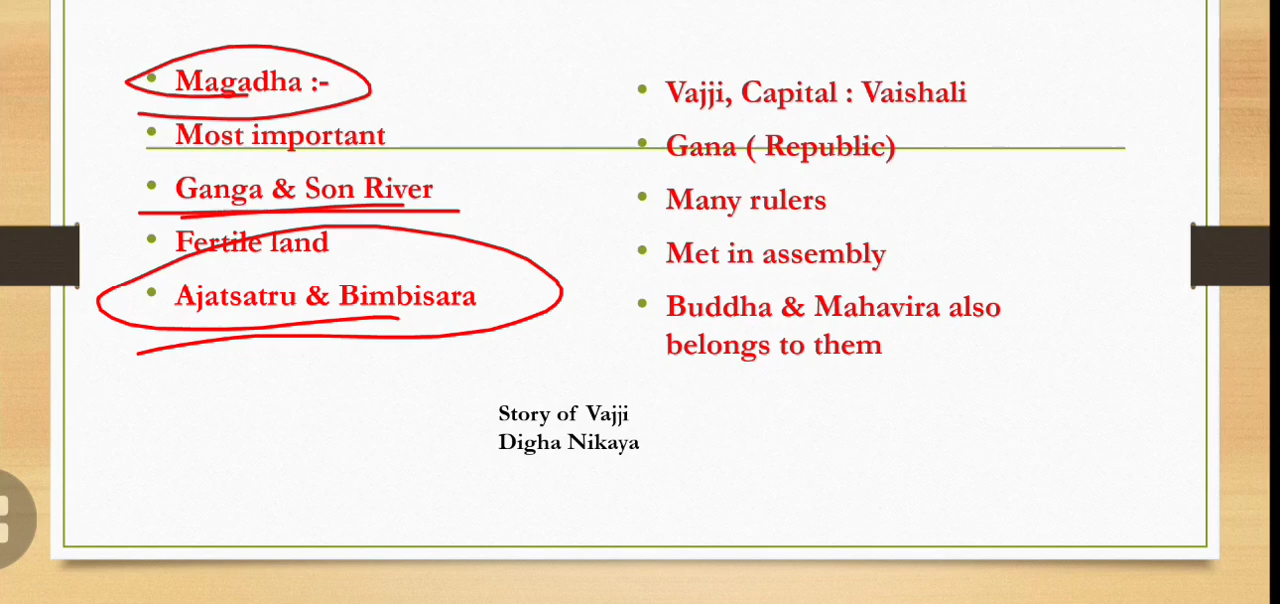 Magadha :-
Most important
Ganga & Son River
Fertile land
Ajatsatru & Bimbisara
Vajji, Capital : Vaishali
Gana ( Republic)
Many rulers
Met in assembly
Buddha & Mahavira also
belongs to them
Story of Vajji
Digha Nikaya